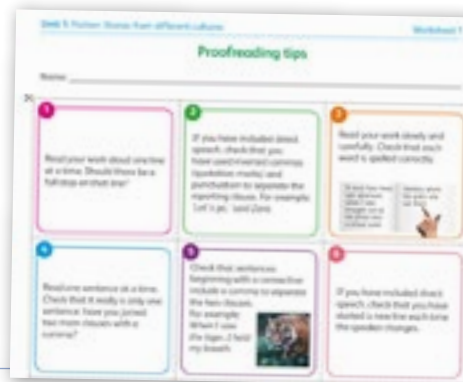 Unit 1: Fiction: Stories from different cultures
Worksheet 1
Proofreading tips
Name:
1
Read your work aloud one line
at a time. Should there be a
full stop on that line?
2
If you have included direct
speech, check that you
have used inverted commas
(quotation marks) and
punctuation to separate the
reporting clause. For example:
'Let's go,' said Zara.
3
Read your work slowly and
carefully. Check that each
word is spelled correctly.
4
Read one sentence at a time.
Check that it really is only one
sentence: have you joined
two main clauses with a
comma?
5
Check that sentences
beginning with a connective
include a comma to separate
the two clauses.
For example:
When I saw
the tiger, I held
my breath.
6
If you have included direct
speech, check that you have
started a new line each time
the speaker changes.